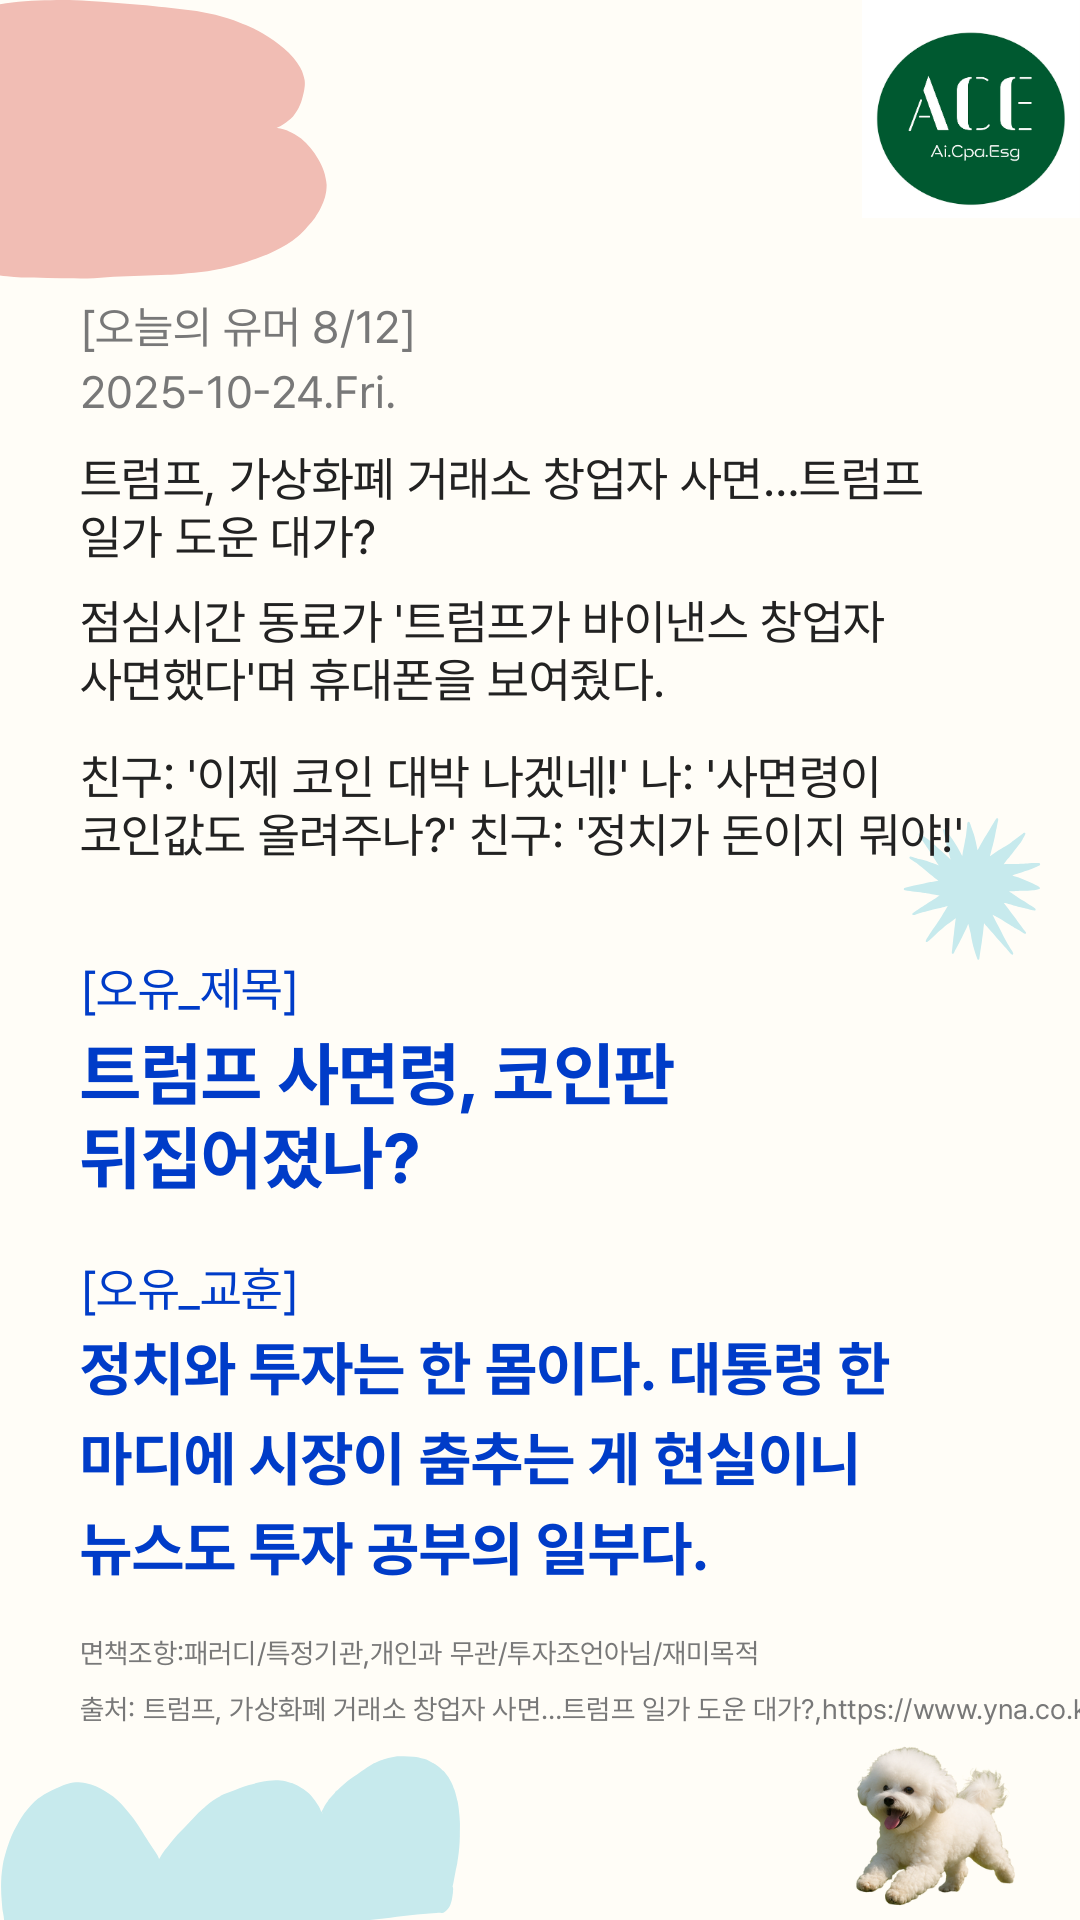 ACE
Ai.Cpa.Esg
[오늘의 유머 8/12]
2025-10-24.Fri.
트럼프, 가상화폐 거래소 창업자 사면...트럼프
일가 도운 대가?
점심시간 동료가 '트럼프가 바이낸스 창업자
사면했다'며 휴대폰을 보여줬다.
친구: '이제 코인 대박 나겠네!' 나: '사면령이
코인값도 올려주나?' 친구: '정치가 돈이지 뭐야!'
[오유_제목]
트럼프 사면령, 코인판
뒤집어졌나?
[오유_교훈]
정치와 투자는 한 몸이다. 대통령 한
마디에 시장이 춤추는 게 현실이니
뉴스도 투자 공부의 일부다.
면책조항:패러디/특정기관,개인과 무관/투자조언아님/재미목적
출처: 트럼프, 가상화폐 거래소 창업자 사면...트럼프 일가 도운 대가?,https://www.yna.co.k